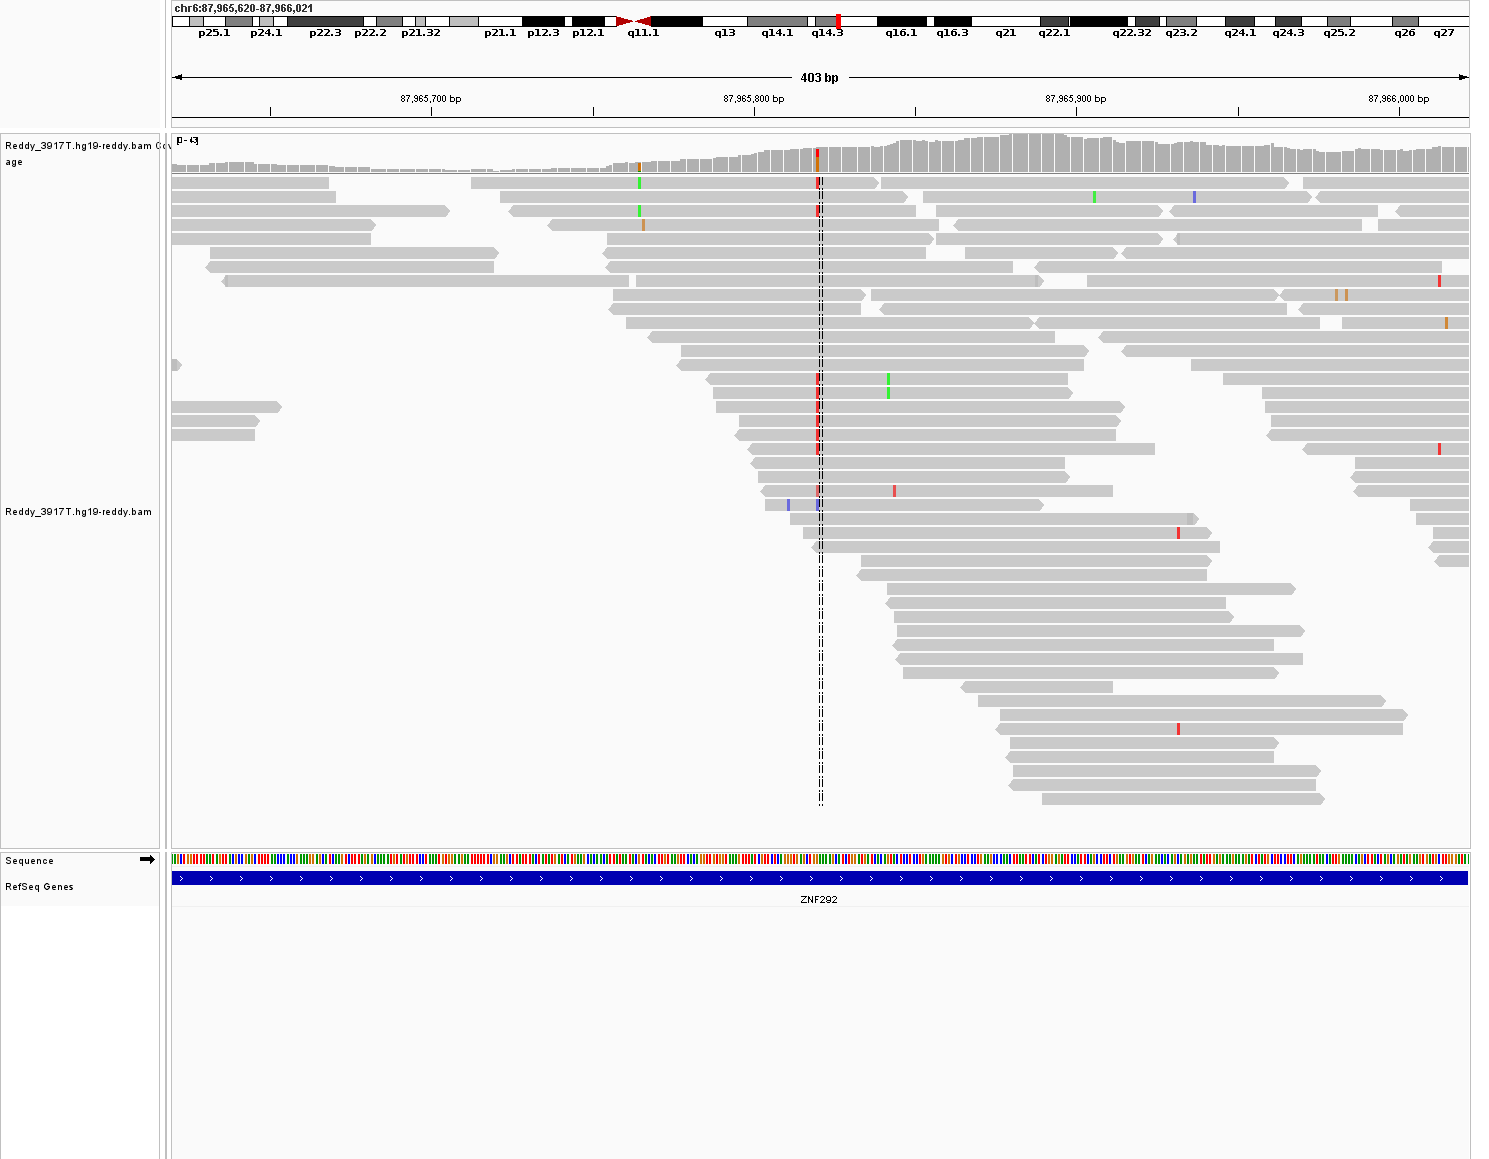 chr6:87,965,620-87,966,021
p25.1 p24.1 p22.3 p22.2 p21.32 p21.1 p12.3 p12.1 q11.1 q13 q14.1 q14.3 q16.1 q16.3 q21 q22.1 q22.32 q23.2 q24.1 q24.3 q25.2 q26 q27
403 bp
87,965,700 bp 87,965,800 bp 87,965,900 bp 87,966,000 bp
[0 - 43]
Reddy_3917T.hg19-reddy.bam Cov
age
Reddy_3917T.hg19-reddy.bam
Sequence
RefSeq Genes
ZNF292